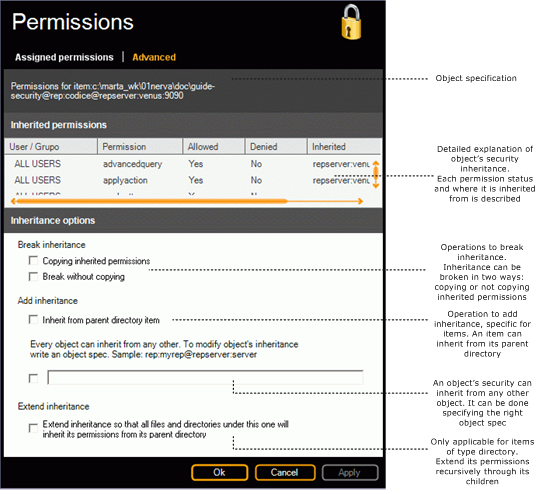 Permissions
Assigned permissions | Advanced
Permissions for item:c:\marta_wk\01nerva\doc\guide-
security@rep:codice@repserver:venus:9090
Object specification
Inherited permissions
User / Grupo Permission Allowed Denied Inherited
ALL USERS advancedquery Yes No repserver:venu
ALL USERS applyaction Yes No repserver:venu
Detailed explanation of
object's security
inheritance.
Each permission status
and where it is inherited
from is described
Inheritance options
Break inheritance
Copying inherited permissions
Break without copying
Operations to break
inheritance.
Inheritance can be
broken in two ways:
copying or not copying
inherited permissions
Add inheritance
Inherit from parent directory item
Operation to add
inheritance, specific for
items. An item can
inherit from its parent
directory
Every object can inherit from any other. To modify object's inheritance
write an object spec. Sample: rep:myrep@repserver:server
An object's security can
inherit from any other
object. It can be done
specifying the right
object spec
Extend inheritance
Extend inheritance so that all files and directories under this one will
inherit its permissions from its parent directory
Only applicable for items
of type directory.
Extend its permissions
recursively through its
children
Ok Cancel Apply